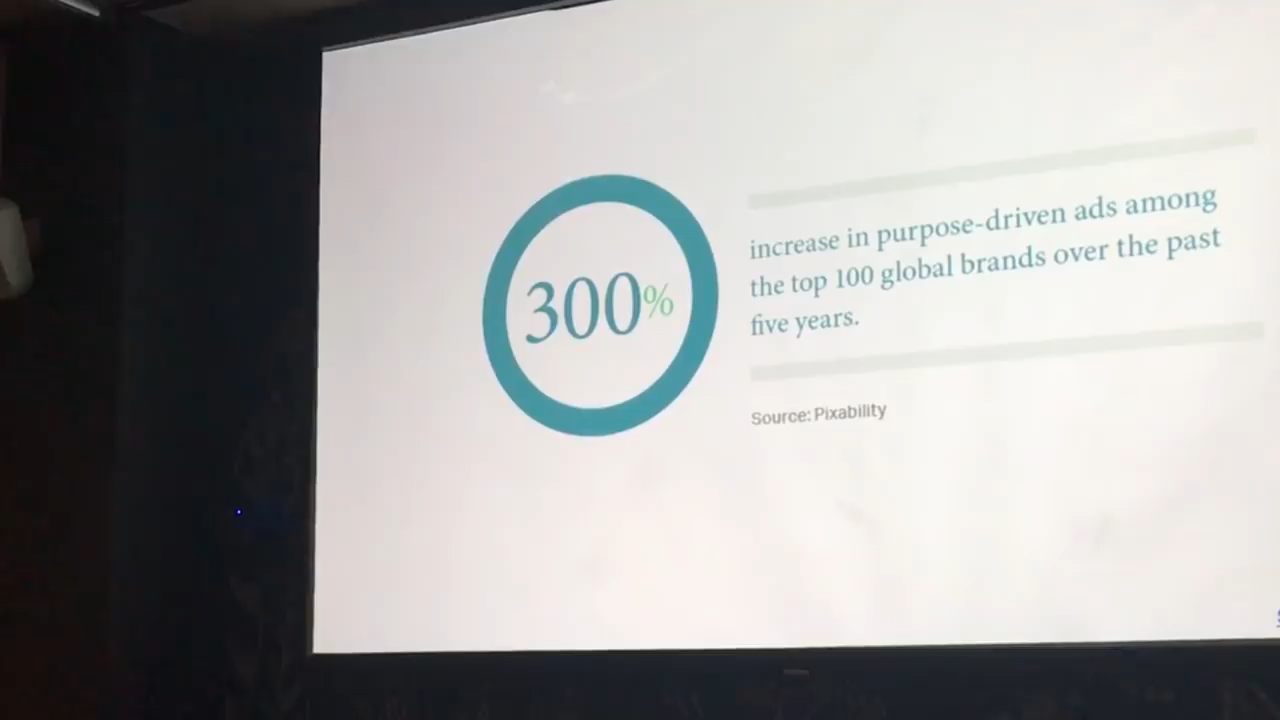 300%
increase in purpose-driven ads among
the top 100 global brands over the past
five years.
Source: Pixability